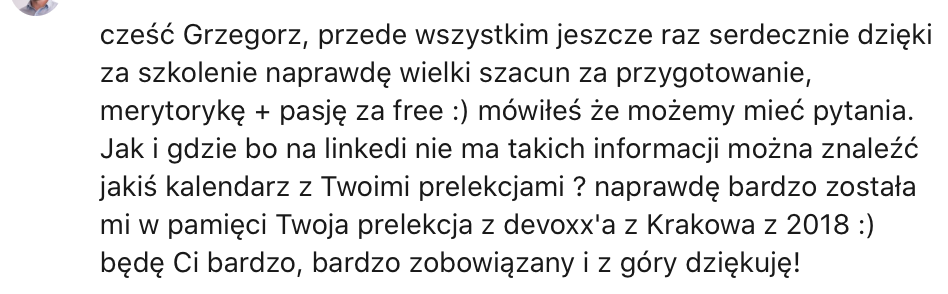 cześć Grzegorz, przede wszystkim jeszcze raz serdecznie dzięki
za szkolenie naprawdę wielki szacun za przygotowanie,
merytorykę + pasję za free :) mówiłeś że możemy mieć pytania.
Jak i gdzie bo na linkedi nie ma takich informacji można znaleźć
jakiś kalendarz z Twoimi prelekcjami ? naprawdę bardzo została
mi w pamięci Twoja prelekcja z devoxx'a z Krakowa z 2018 :)
będę Ci bardzo, bardzo zobowiązany i z góry dziękuję!